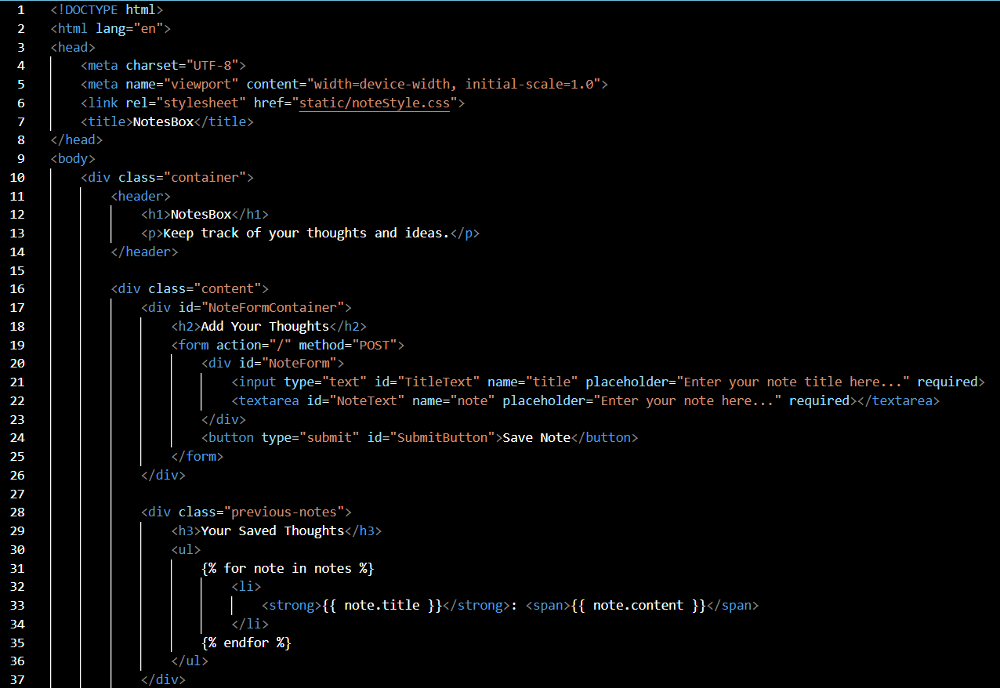 1 <!DOCTYPE html>
2 <html lang="en">
3 <head>
4     <meta charset="UTF-8">
5     <meta name="viewport" content="width=device-width, initial-scale=1.0">
6     <link rel="stylesheet" href="static/noteStyle.css">
7     <title>NotesBox</title>
8 </head>
9 <body>
10     <div class="container">
11         <header>
12             <h1>NotesBox</h1>
13             <p>Keep track of your thoughts and ideas.</p>
14         </header>
15
16         <div class="content">
17             <div id="NoteFormContainer">
18                 <h2>Add Your Thoughts</h2>
19                 <form action="/" method="POST">
20                     <div id="NoteForm">
21                         <input type="text" id="TitleText" name="title" placeholder="Enter your note title here..." required>
22                         <textarea id="NoteText" name="note" placeholder="Enter your note here..." required></textarea>
23                     </div>
24                     <button type="submit" id="SubmitButton">Save Note</button>
25                 </form>
26             </div>
27
28             <div class="previous-notes">
29                 <h3>Your Saved Thoughts</h3>
30                 <ul>
31                     {% for note in notes %}
32                         <li>
33                             <strong>{{ note.title }}</strong>: <span>{{ note.content }}</span>
34                         </li>
35                     {% endfor %}
36                 </ul>
37             </div>